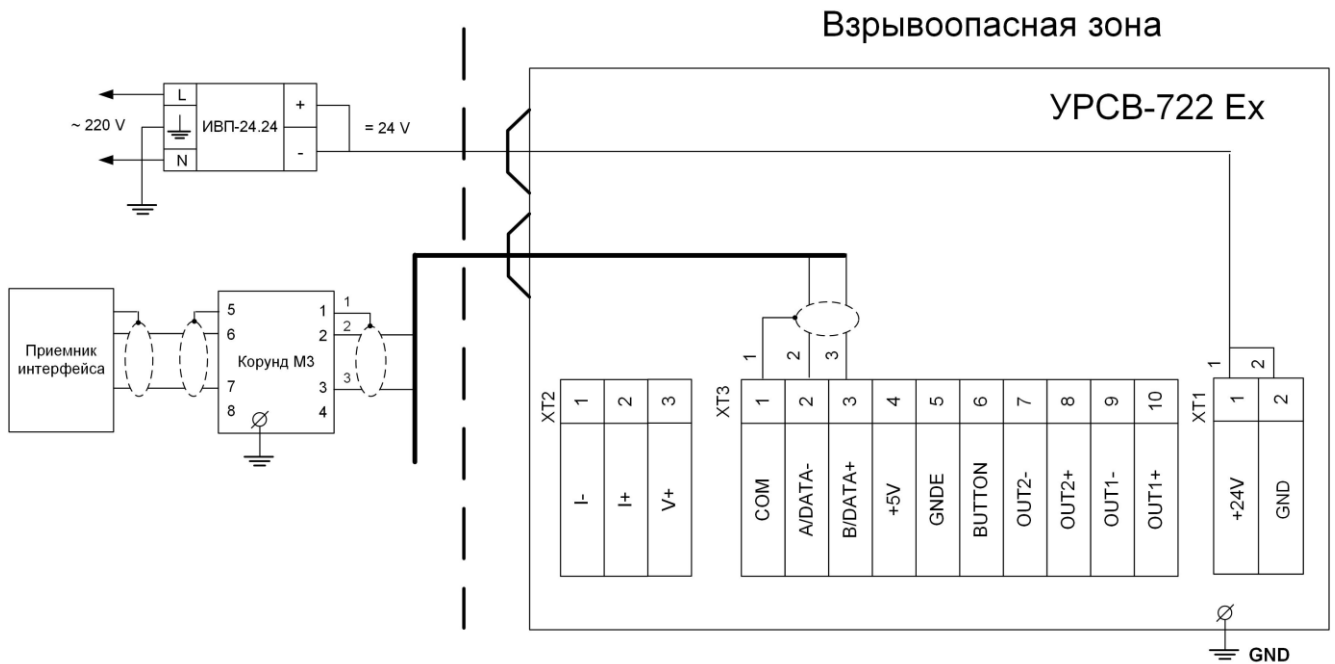 Взрывоопасная зона
УРСВ-722 Ex
L
~ 220 V
N
ИВП-24.24
+
-
= 24 V
Приемник
интерфейса
5
6
7
8
Корунд М3
1
2
3
4
1
2
3
XT2
1
2
3
I-
I+
V+
1
2
3
XT3
1
2
3
4
5
6
7
8
9
10
COM
A/DATA-
B/DATA+
+5V
GNDE
BUTTON
OUT2-
OUT2+
OUT1-
OUT1+
1
2
XT1
1
2
+24V
GND
GND